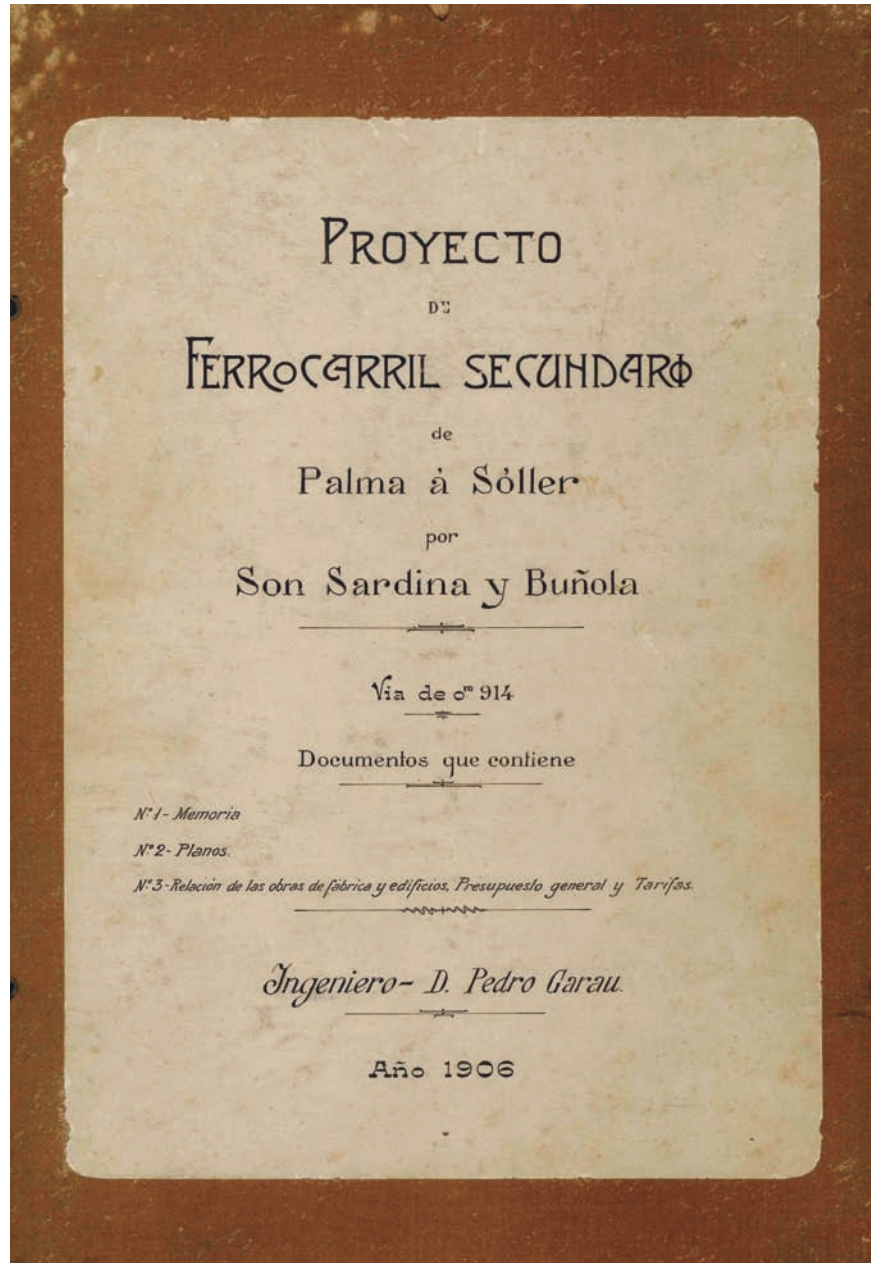 PROYECTO
DE
FERROCARRIL SECUNDARIO
de
Palma á Sóller
por
Son Sardina y Buñola
Via de 0ᵐ 914
Documentos que contiene
N.º 1 - Memoria
N.º 2 - Planos.
N.º 3 - Relación de las obras de fábrica y edificios, Presupuesto general y Tarifas.
Ingeniero - D. Pedro Garau.
Año 1906